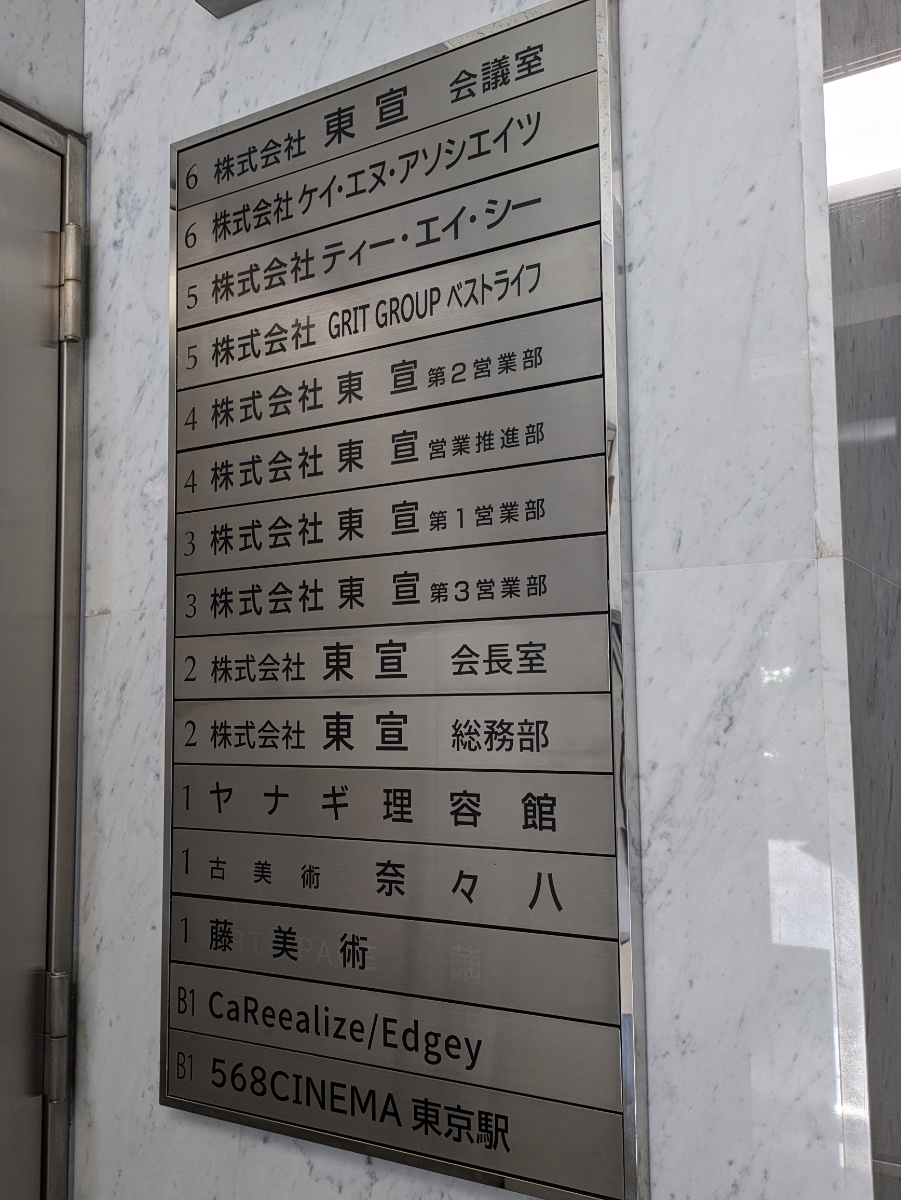 6 株式会社 東宣 会議室
6 株式会社 ケイ・エヌ・アソシエイツ
5 株式会社 ティー・エイ・シー
5 株式会社 GRIT GROUP ベストライフ
4 株式会社 東宣 第2営業部
4 株式会社 東宣 営業推進部
3 株式会社 東宣 第1営業部
3 株式会社 東宣 第3営業部
2 株式会社 東宣 会長室
2 株式会社 東宣 総務部
1 ヤナギ理容館
1 古美術 奈々八
1 藤美術
B1 CaReealize/Edgey
B1 568CINEMA 東京駅